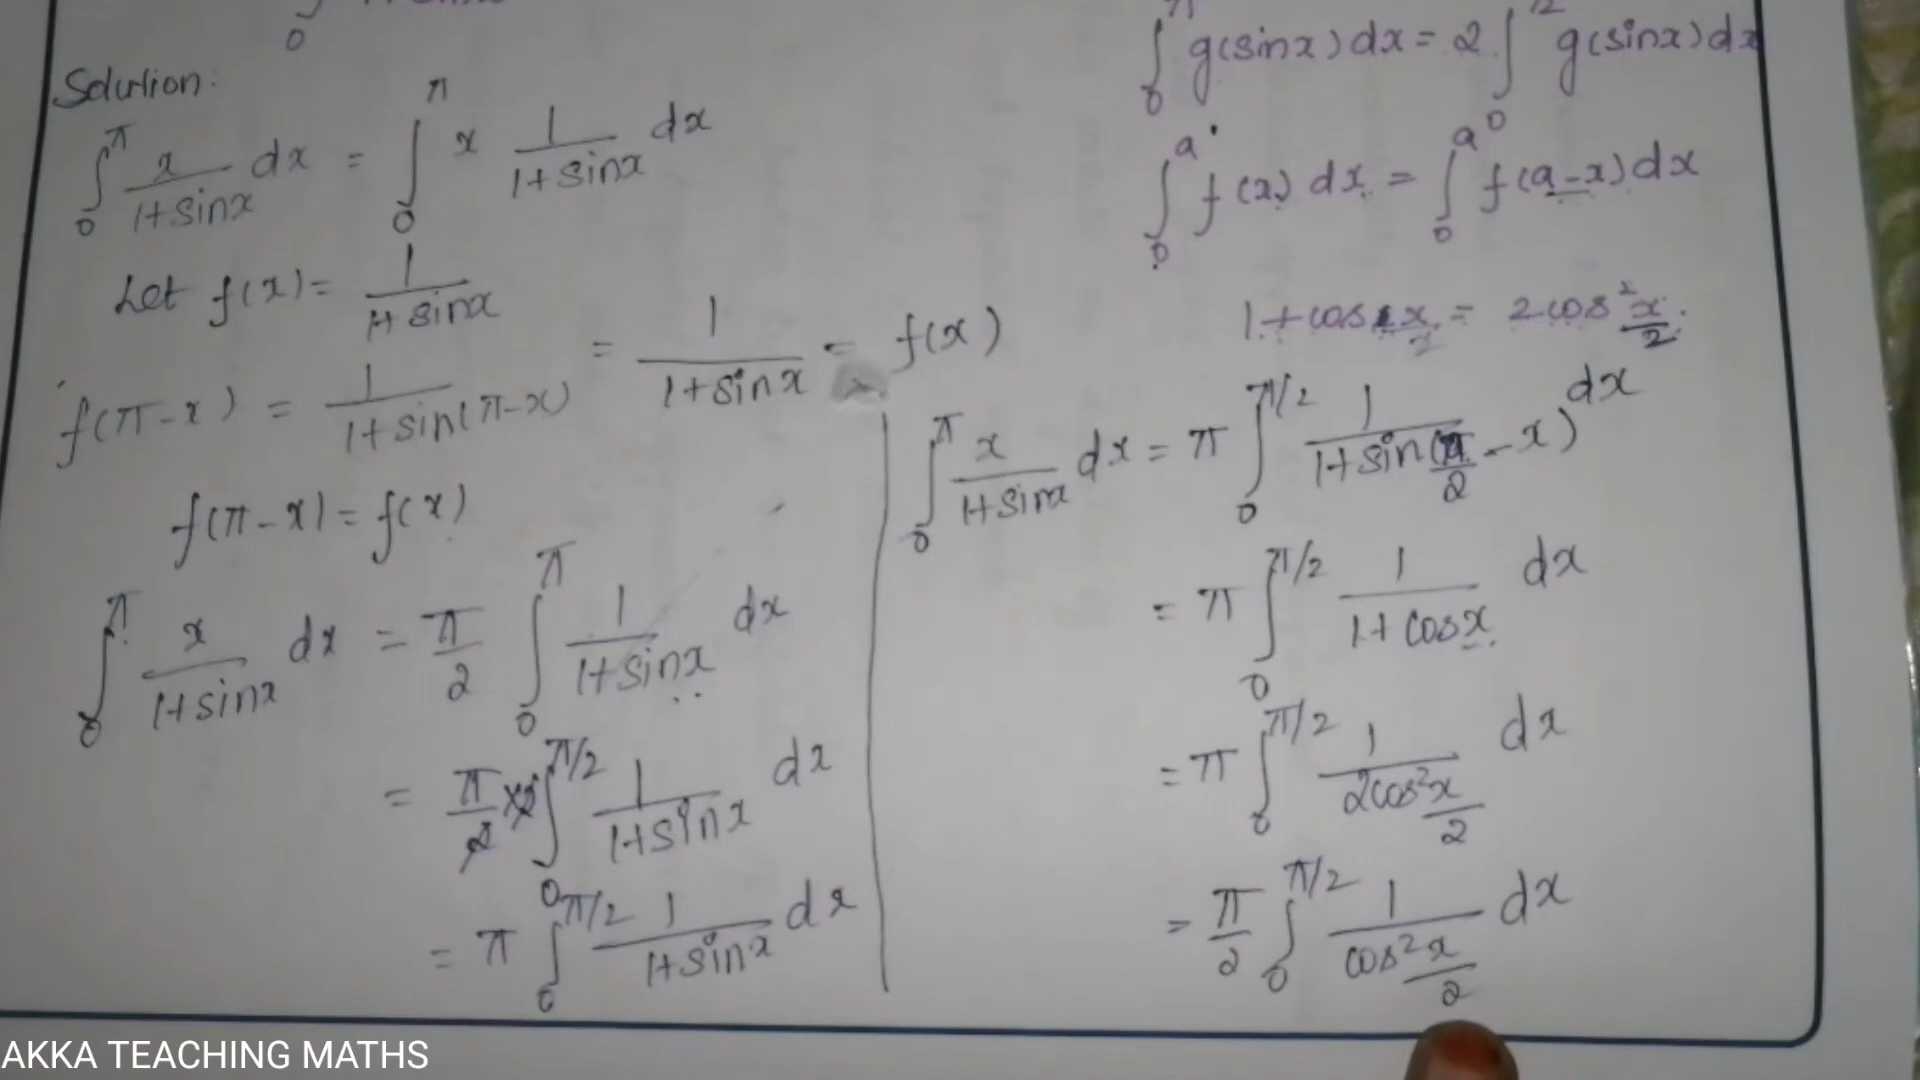 Solution:
∫₀^π x/(1+sinx) dx = ∫₀^π x 1/(1+sinx) dx
Let f(x) = 1/(1+sinx)
f(π-x) = 1/(1+sin(π-x)) = 1/(1+sinx) = f(x)
f(π-x) = f(x)
∫₀^π x/(1+sinx) dx = π/2 ∫₀^π 1/(1+sinx) dx
= π/2 ×2 ∫₀^(π/2) 1/(1+sinx) dx
= π ∫₀^(π/2) 1/(1+sinx) dx
∫₀^π g(sinx) dx = 2 ∫₀ g(sinx) dx
∫₀^a f(x) dx = ∫₀^a f(a-x) dx
1+cos x = 2cos² x/2
∫₀^π x/(1+sinx) dx = π ∫₀^(π/2) 1/(1+sin(π/2-x)) dx
= π ∫₀^(π/2) 1/(1+cosx) dx
= π ∫₀^(π/2) 1/(2cos² x/2) dx
= π/2 ∫₀^(π/2) 1/(cos² x/2) dx
AKKA TEACHING MATHS